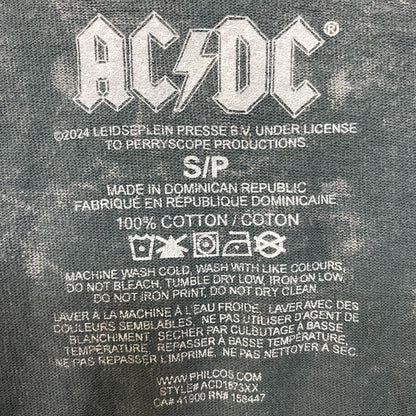 AC⚡DC®
©2024 LEIDSEPLEIN PRESSE B.V. UNDER LICENSE
TO PERRYSCOPE PRODUCTIONS.
S/P
MADE IN DOMINICAN REPUBLIC
FABRIQUÉ EN RÉPUBLIQUE DOMINICAINE
100% COTTON / COTON
MACHINE WASH COLD, WASH WITH LIKE COLOURS,
DO NOT BLEACH, TUMBLE DRY LOW, IRON ON LOW,
DO NOT IRON PRINT, DO NOT DRY CLEAN.
LAVER À LA MACHINE À L'EAU FROIDE, LAVER AVEC DES
COULEURS SEMBLABLES. NE PAS UTILISER D'AGENT DE
BLANCHIMENT. SÉCHER PAR CULBUTAGE À BASSE
TEMPÉRATURE. REPASSER À BASSE TEMPÉRATURE.
NE PAS REPASSER L'IMPRIMÉ. NE PAS NETTOYER À SEC.
WWW.PHILCOS.COM
STYLE# ACD1673XX
CA# 41900 RN# 158447